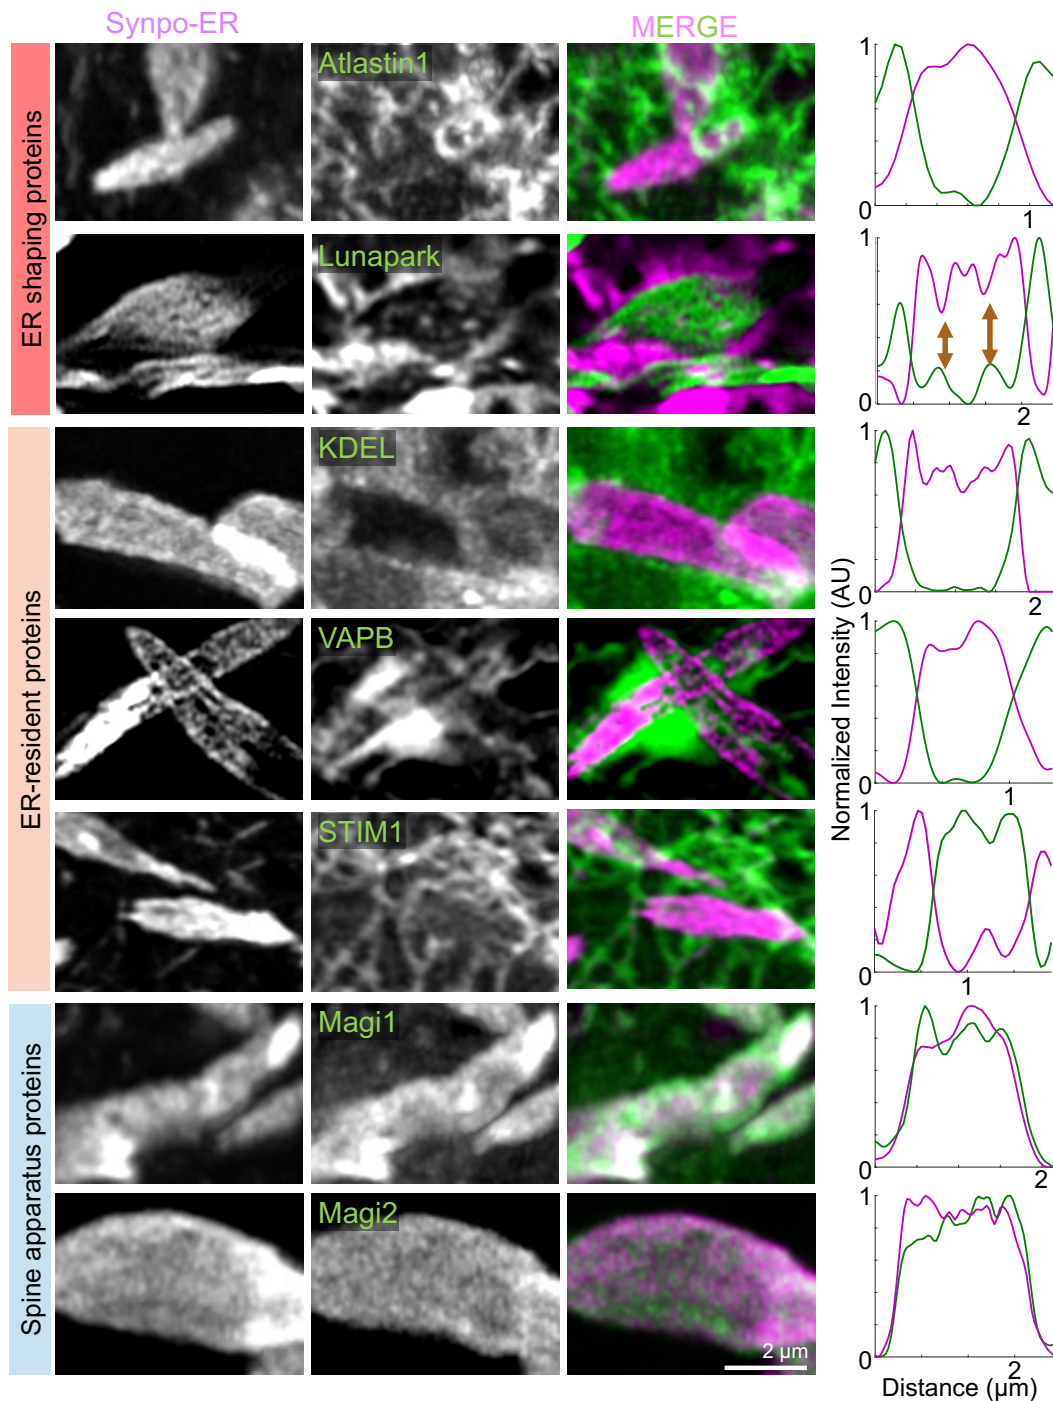 Synpo-ER
MERGE
ER shaping proteins
Atlastin1
1
0
1
Lunapark
1
0
2
ER-resident proteins
KDEL
1
0
2
VAPB
1
0
1
STIM1
1
0
1
Normalized Intensity (AU)
Spine apparatus proteins
Magi1
1
0
2
Magi2
1
0
2
2 µm
Distance (µm)